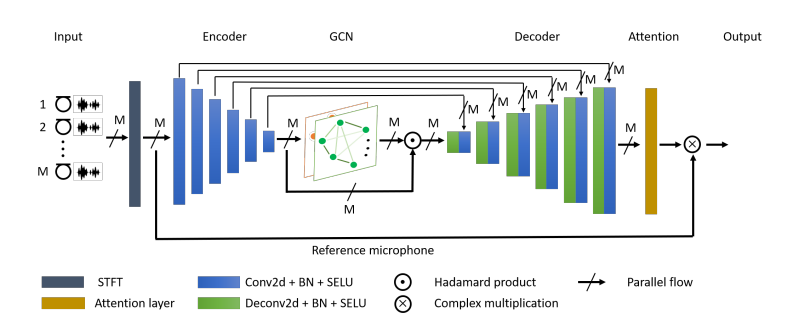 Input Encoder GCN Decoder Attention Output
M
M
M
M
M
M
M
1
2
M
M
M
M
M
M
M
M
Reference microphone
STFT Conv2d + BN + SELU Hadamard product Parallel flow
Attention layer Deconv2d + BN + SELU Complex multiplication